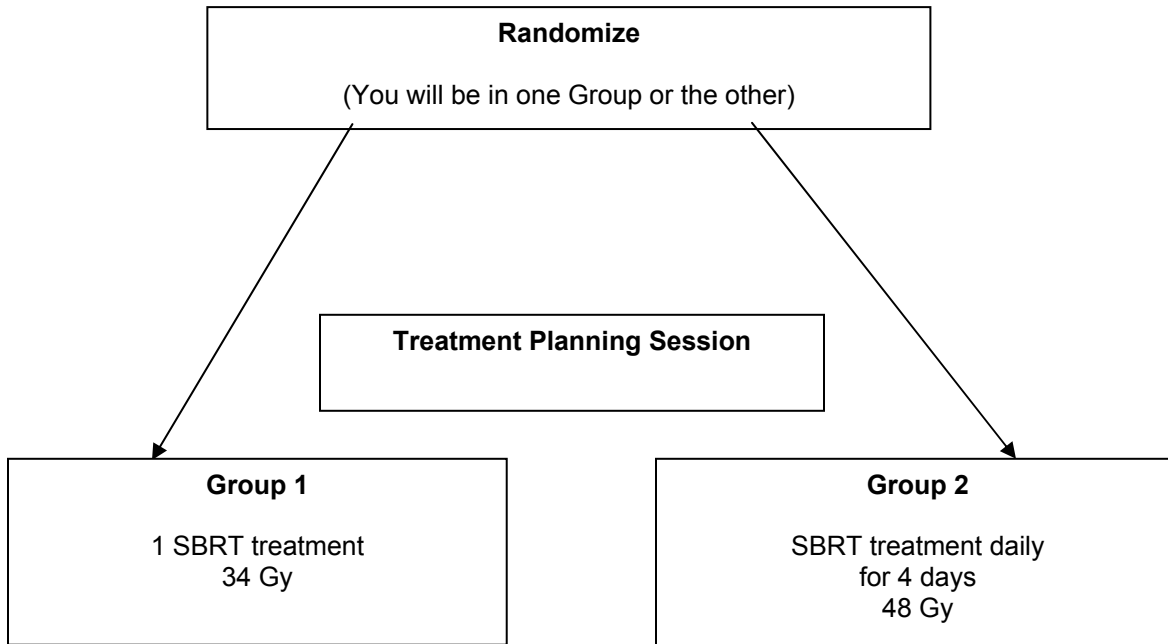 Randomize
(You will be in one Group or the other)
Treatment Planning Session
Group 1
1 SBRT treatment
34 Gy
Group 2
SBRT treatment daily
for 4 days
48 Gy